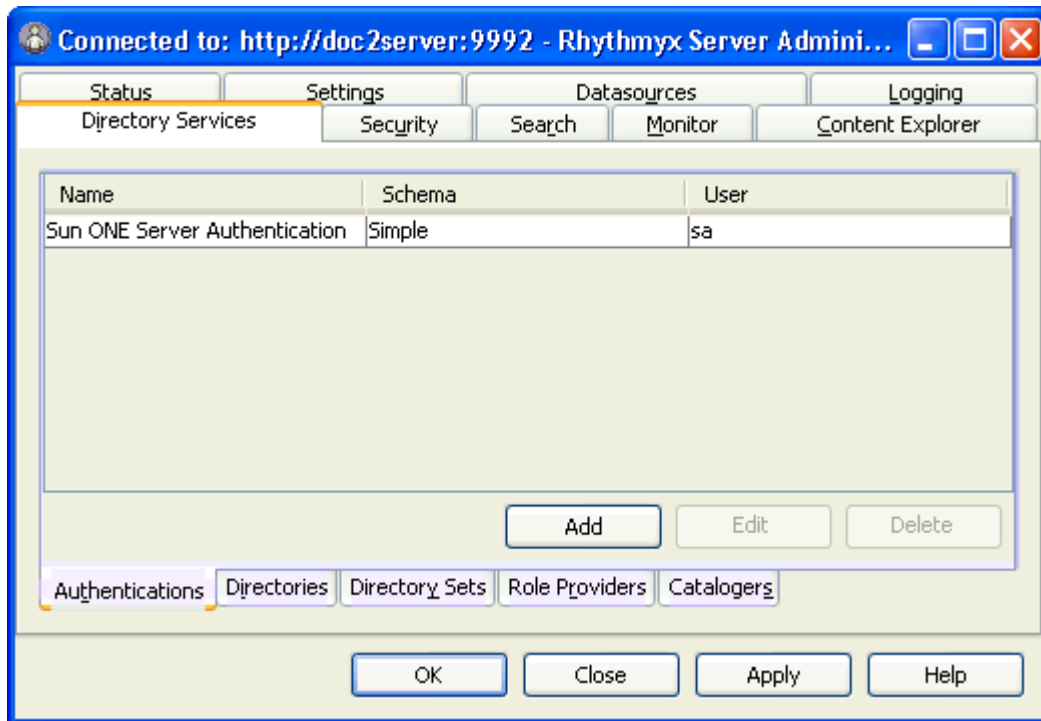 Connected to: http://doc2server:9992 - Rhythmyx Server Admini...
Status Settings Datasources Logging
Directory Services Security Search Monitor Content Explorer
Name Schema User
Sun ONE Server Authentication Simple sa
Add Edit Delete
Authentications Directories Directory Sets Role Providers Catalogers
OK Close Apply Help